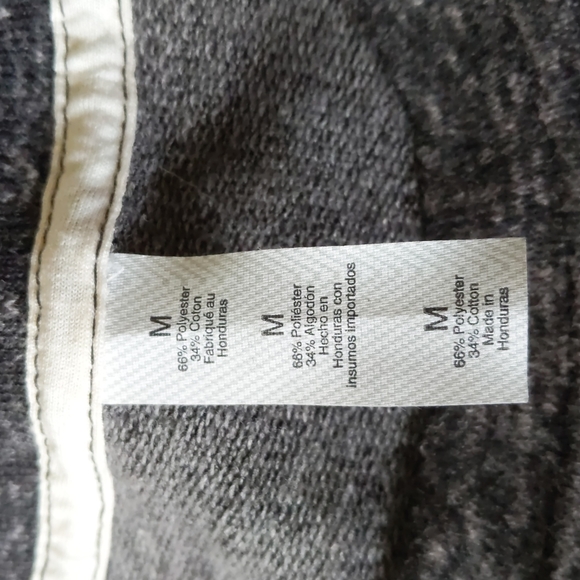 M
66% Polyester
34% Coton
Fabriqué au
Honduras
M
66% Poliéster
34% Algodón
Hecho en
Honduras con
insumos importados
M
66% Polyester
34% Cotton
Made in
Honduras